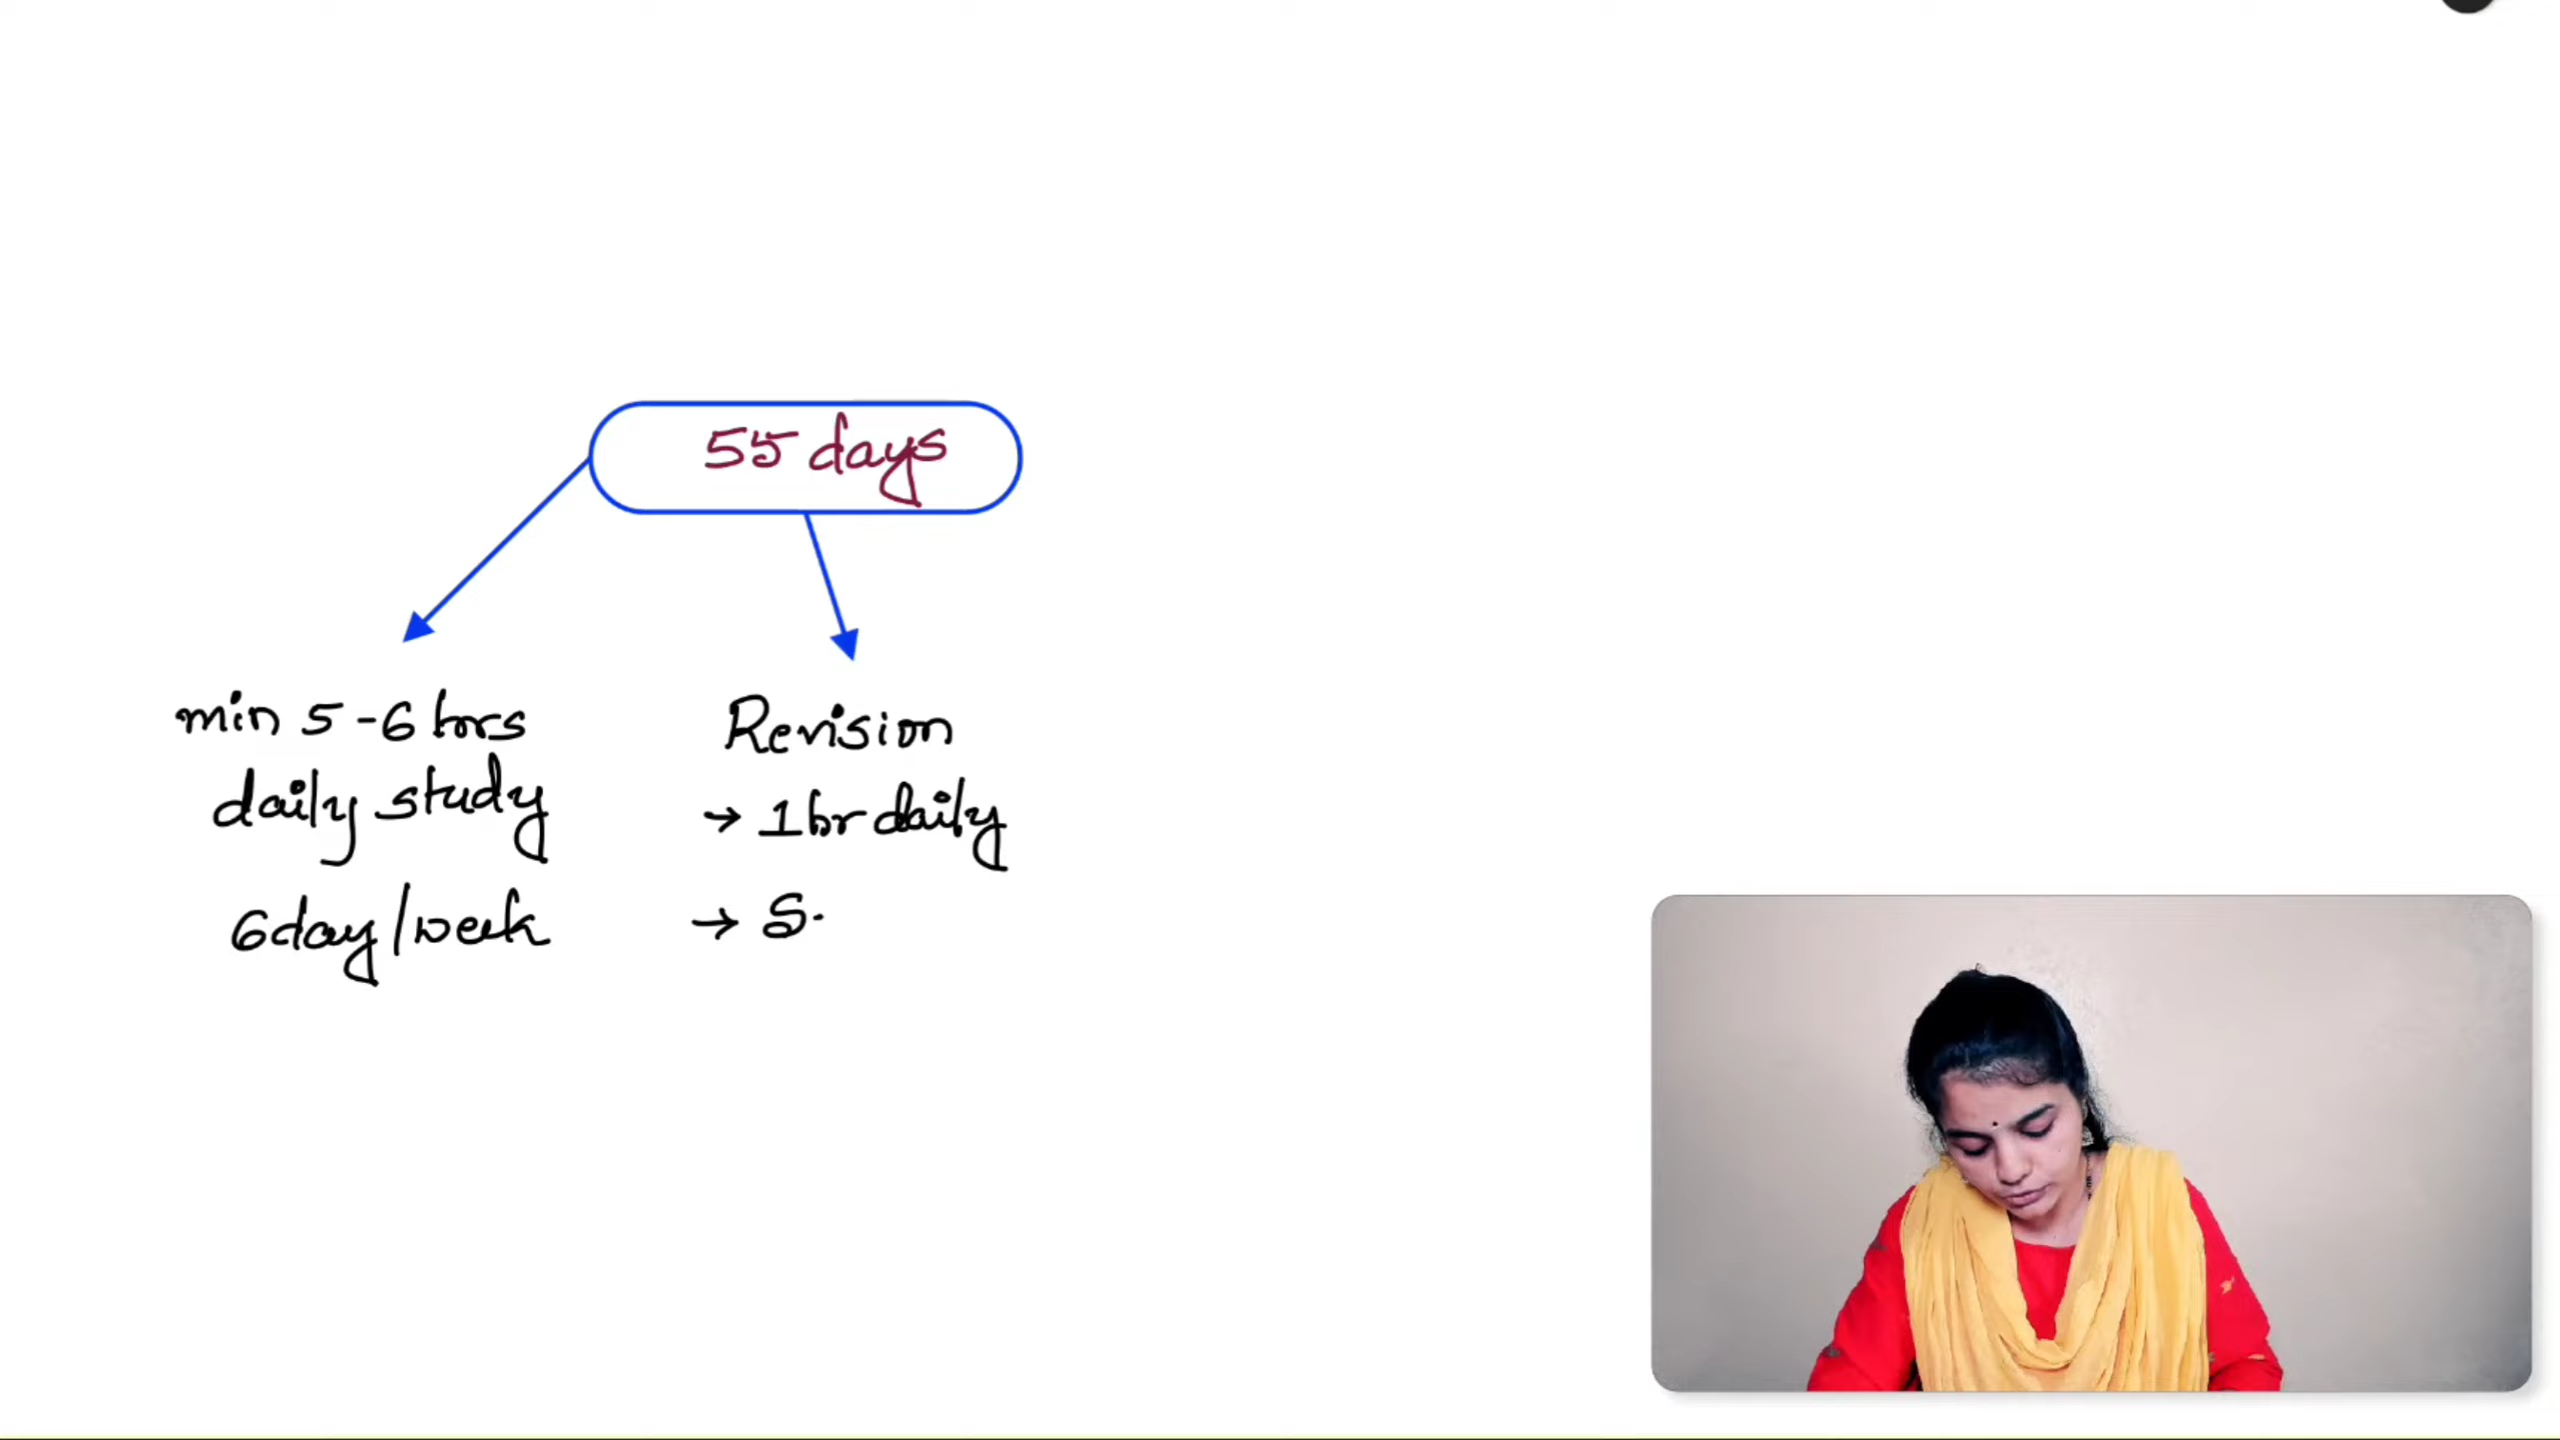 55 days
min 5-6 hrs
daily study
6day/week
Revision
→ 1hr daily
→ S.